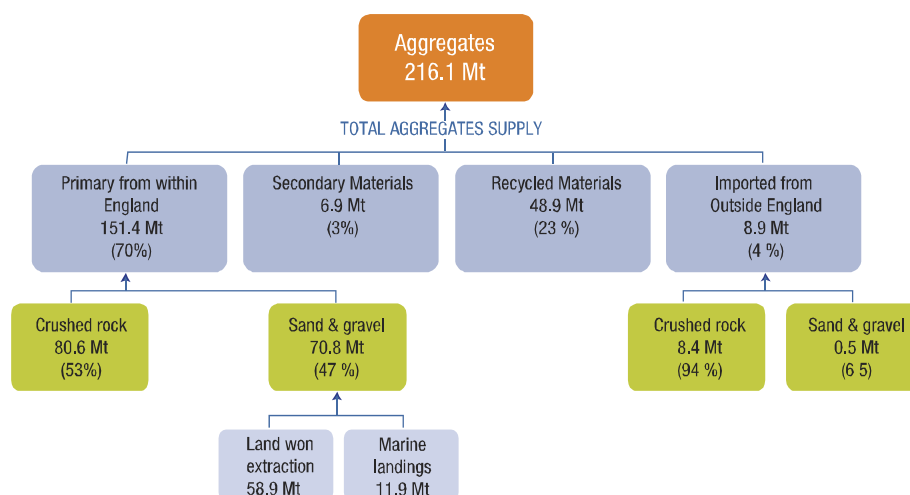 Aggregates
216.1 Mt
TOTAL AGGREGATES SUPPLY
Primary from within
England
151.4 Mt
(70%)
Secondary Materials
6.9 Mt
(3%)
Recycled Materials
48.9 Mt
(23 %)
Imported from
Outside England
8.9 Mt
(4 %)
Crushed rock
80.6 Mt
(53%)
Sand & gravel
70.8 Mt
(47 %)
Crushed rock
8.4 Mt
(94 %)
Sand & gravel
0.5 Mt
(6 5)
Land won
extraction
58.9 Mt
Marine
landings
11.9 Mt